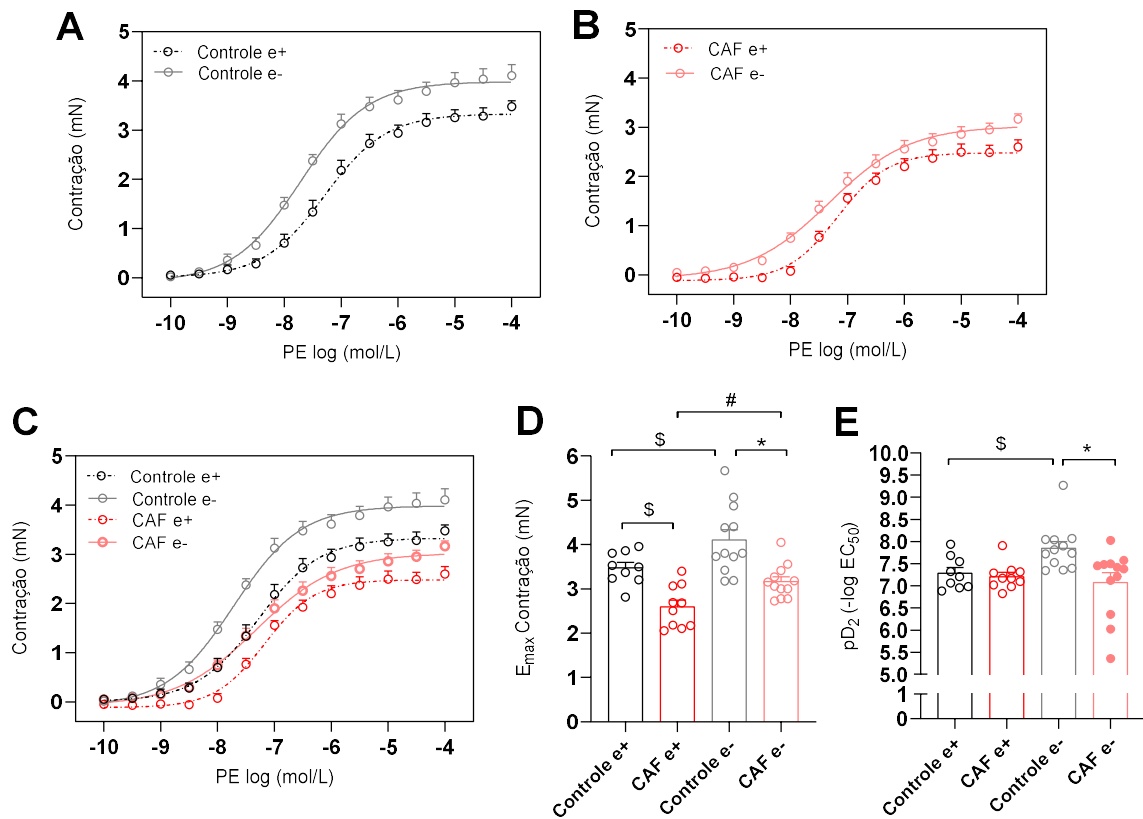 A
Controle e+
Controle e-
Contração (mN)
5
4
3
2
1
0
-10 -9 -8 -7 -6 -5 -4
PE log (mol/L)
B
CAF e+
CAF e-
Contração (mN)
5
4
3
2
1
0
-10 -9 -8 -7 -6 -5 -4
PE log (mol/L)
C
Controle e+
Controle e-
CAF e+
CAF e-
Contração (mN)
5
4
3
2
1
0
-10 -9 -8 -7 -6 -5 -4
PE log (mol/L)
D
#
$ *
$
Emax Contração (mN)
6
5
4
3
2
1
0
Controle e+ CAF e+ Controle e- CAF e-
E
$ *
pD2 (-log EC50)
10.0
9.5
9.0
8.5
8.0
7.5
7.0
6.5
6.0
5.5
5.0
1
0
Controle e+ CAF e+ Controle e- CAF e-